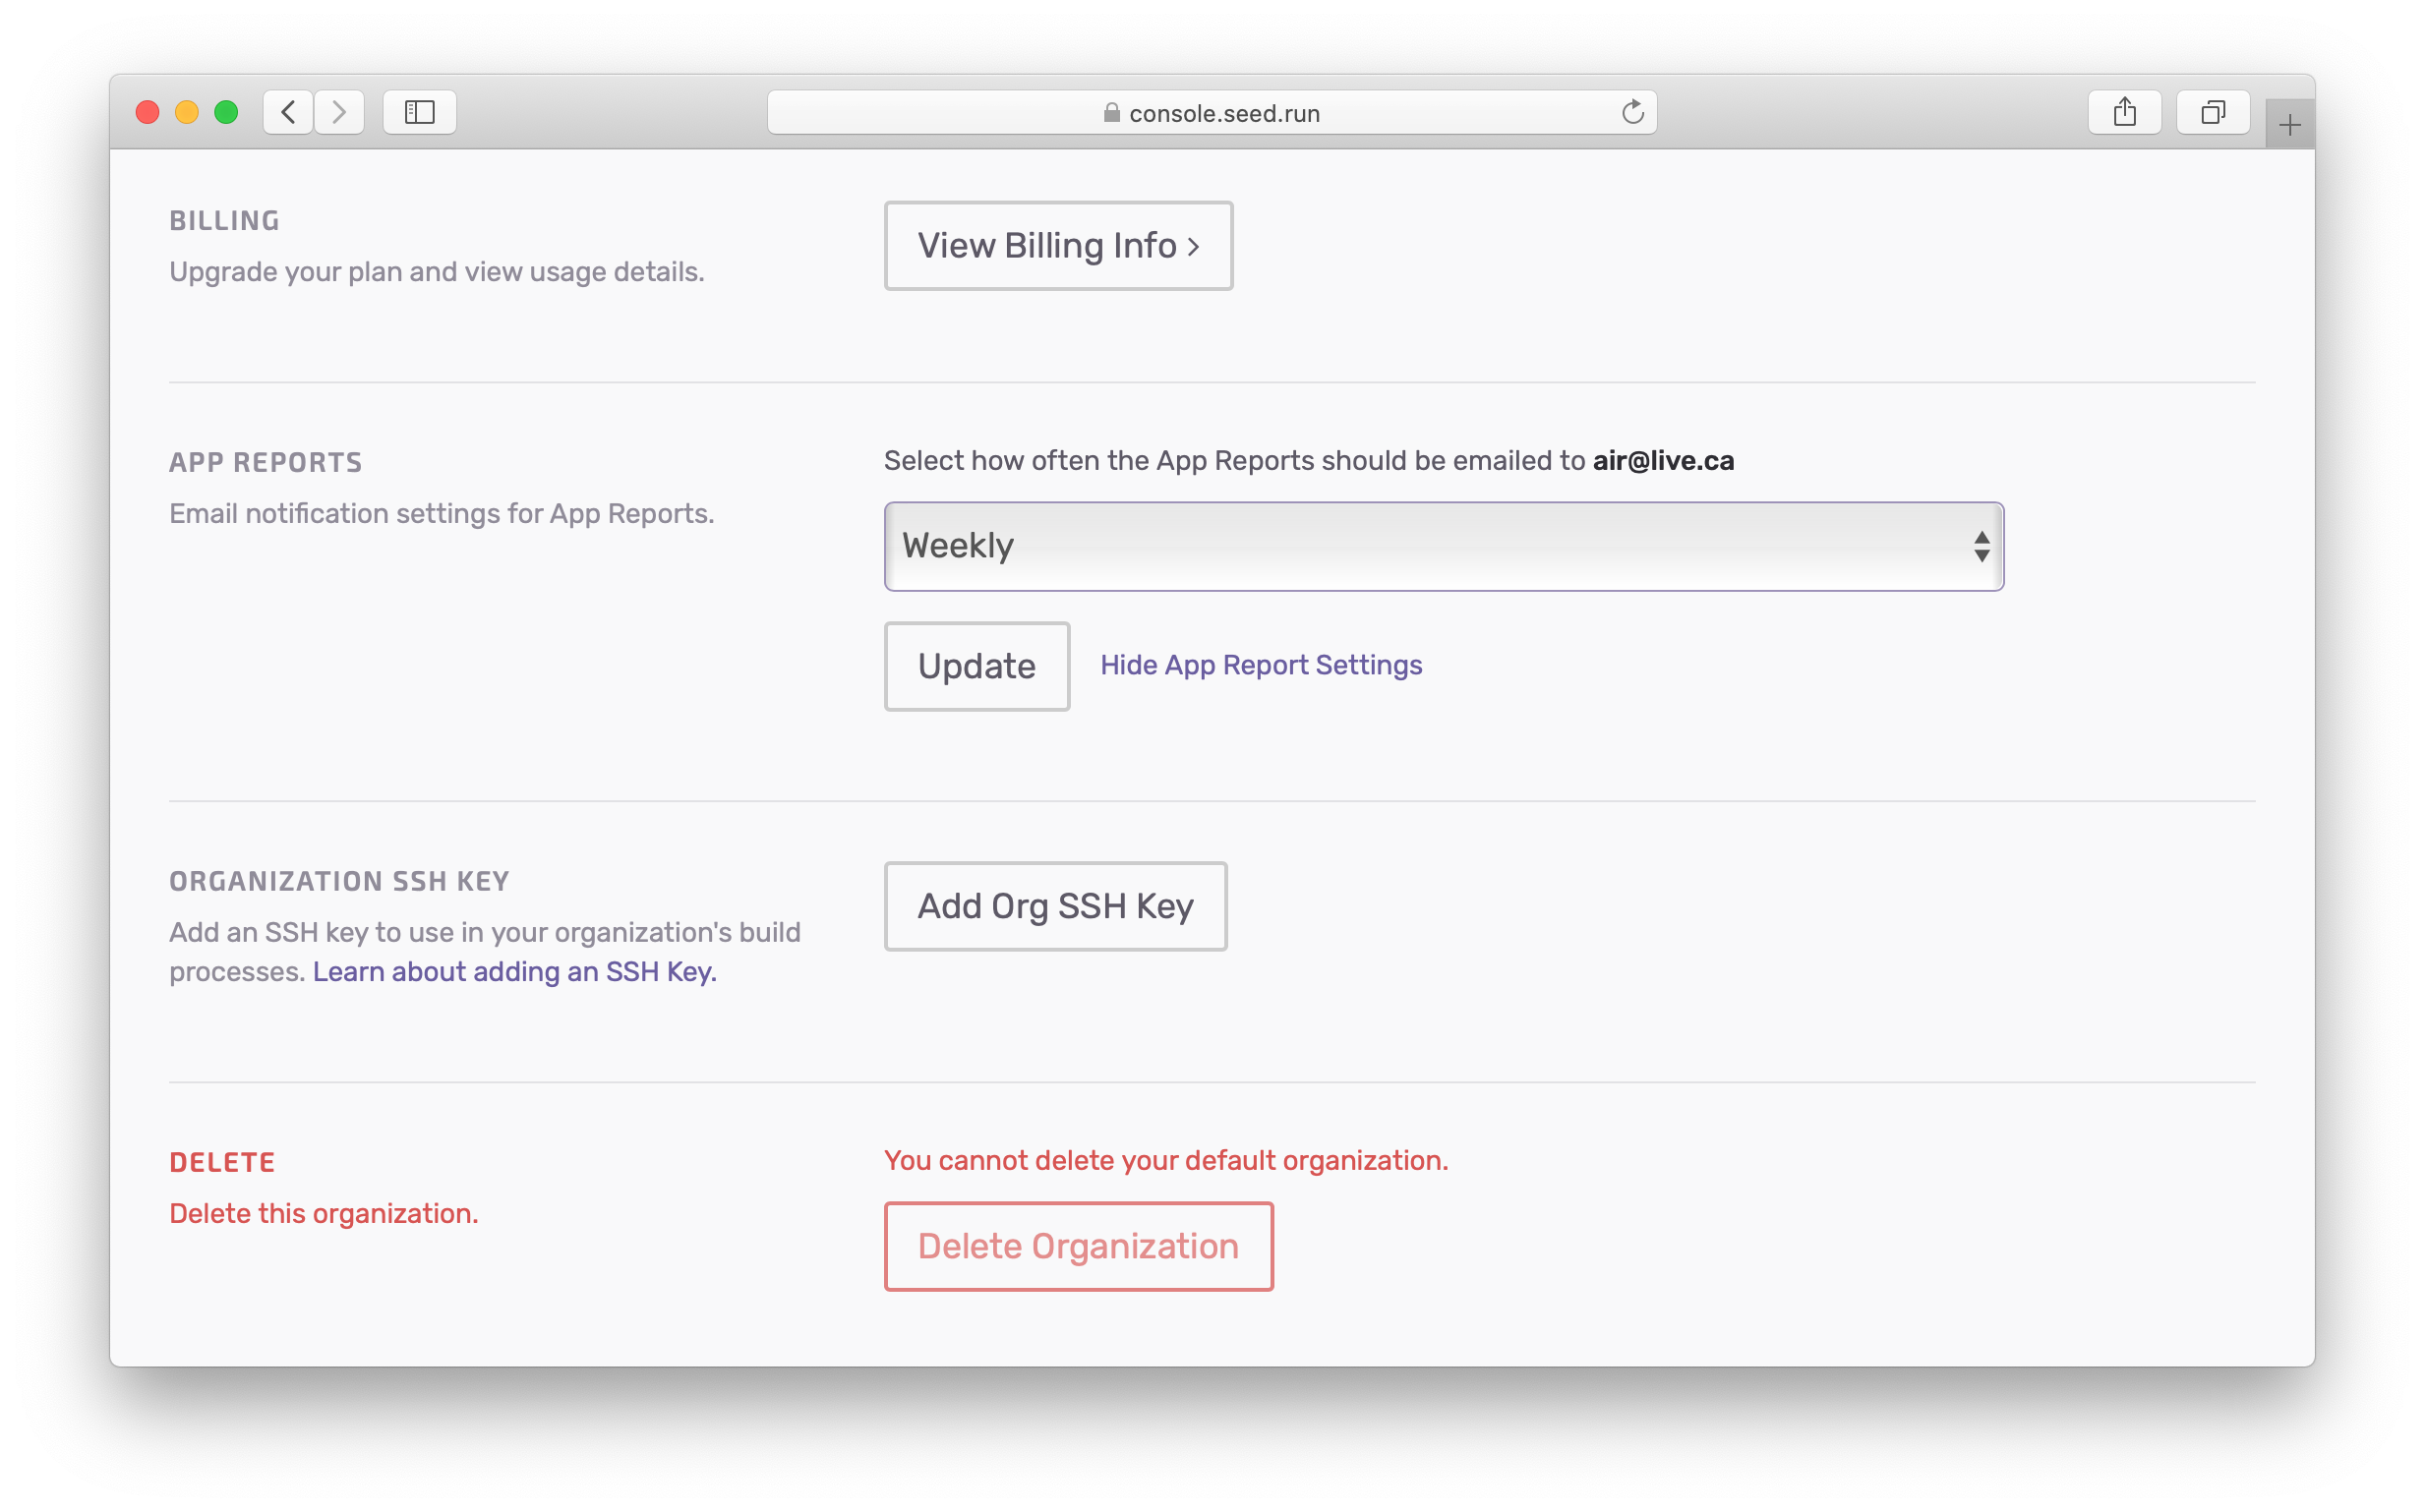 console.seed.run
BILLING
Upgrade your plan and view usage details.
View Billing Info ›
APP REPORTS
Email notification settings for App Reports.
Select how often the App Reports should be emailed to air@live.ca
Weekly
Update
Hide App Report Settings
ORGANIZATION SSH KEY
Add an SSH key to use in your organization's build
processes. Learn about adding an SSH Key.
Add Org SSH Key
DELETE
Delete this organization.
You cannot delete your default organization.
Delete Organization